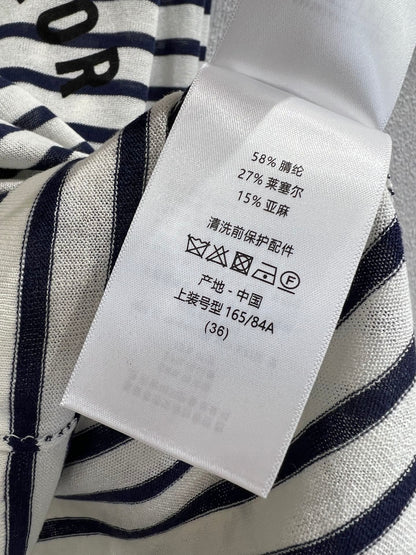 OR
58% 腈纶
27% 莱塞尔
15% 亚麻
清洗前保护配件
产地 - 中国
上装号型 165/84A
(36)